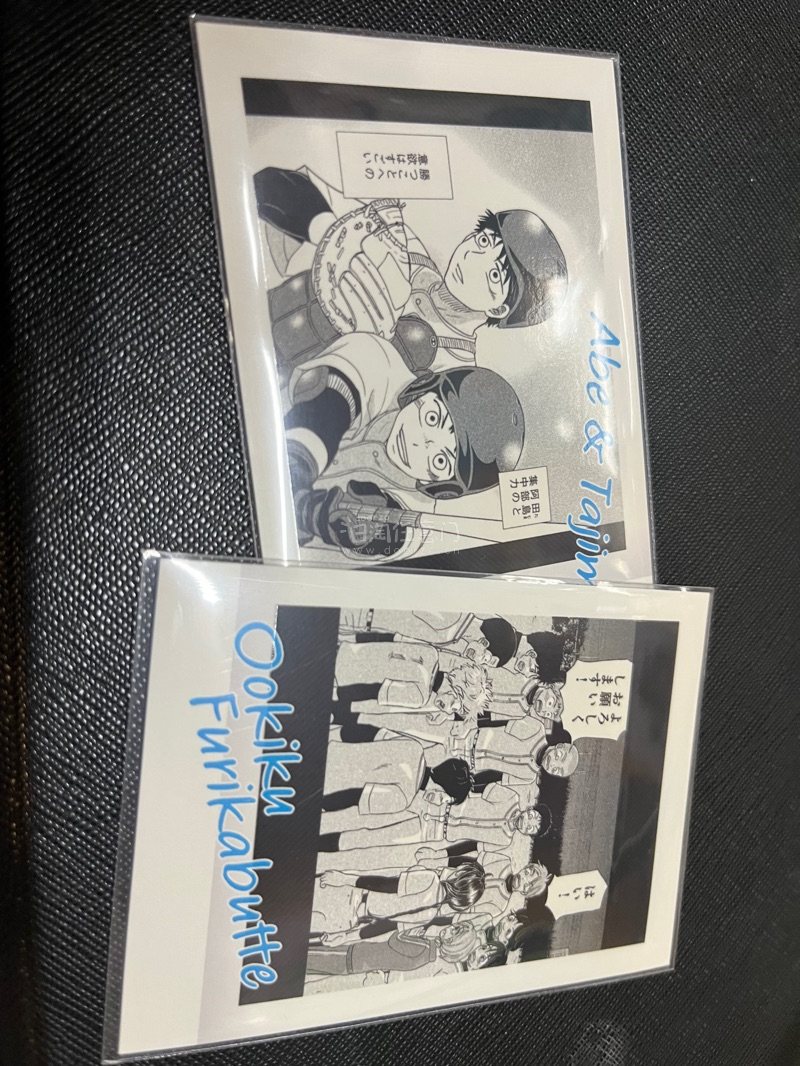 勝つことへの
意欲はすごい
田島と
阿部の
集中力
Abe & Tajim
よろしく
お願い
します!
はい!
Ookiku
Furikabutte